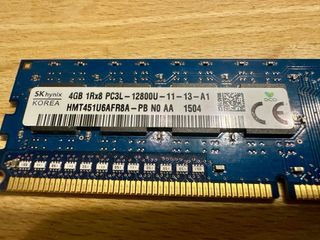 SK hynix
KOREA
4GB 1Rx8 PC3L-12800U-11-13-A1
HMT451U6AFR8A-PB N0 AA 1504